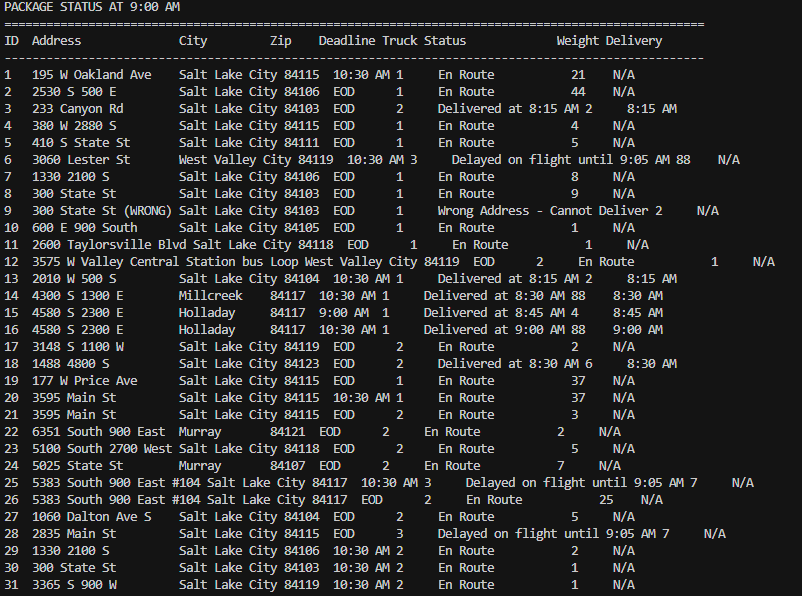 PACKAGE STATUS AT 9:00 AM
====================================================================================================
ID  Address              City         Zip    Deadline Truck Status             Weight Delivery
----------------------------------------------------------------------------------------------------
1   195 W Oakland Ave    Salt Lake City 84115  10:30 AM 1     En Route           21    N/A
2   2530 S 500 E         Salt Lake City 84106  EOD      1     En Route           44    N/A
3   233 Canyon Rd        Salt Lake City 84103  EOD      2     Delivered at 8:15 AM 2     8:15 AM
4   380 W 2880 S         Salt Lake City 84115  EOD      1     En Route           4     N/A
5   410 S State St       Salt Lake City 84111  EOD      1     En Route           5     N/A
6   3060 Lester St       West Valley City 84119  10:30 AM 3     Delayed on flight until 9:05 AM 88    N/A
7   1330 2100 S          Salt Lake City 84106  EOD      1     En Route           8     N/A
8   300 State St         Salt Lake City 84103  EOD      1     En Route           9     N/A
9   300 State St (WRONG) Salt Lake City 84103  EOD      1     Wrong Address - Cannot Deliver 2     N/A
10  600 E 900 South      Salt Lake City 84105  EOD      1     En Route           1     N/A
11  2600 Taylorsville Blvd Salt Lake City 84118  EOD      1     En Route           1     N/A
12  3575 W Valley Central Station bus Loop West Valley City 84119  EOD      2     En Route           1     N/A
13  2010 W 500 S         Salt Lake City 84104  10:30 AM 1     Delivered at 8:15 AM 2     8:15 AM
14  4300 S 1300 E        Millcreek    84117  10:30 AM 1     Delivered at 8:30 AM 88    8:30 AM
15  4580 S 2300 E        Holladay     84117  9:00 AM  1     Delivered at 8:45 AM 4     8:45 AM
16  4580 S 2300 E        Holladay     84117  10:30 AM 1     Delivered at 9:00 AM 88    9:00 AM
17  3148 S 1100 W        Salt Lake City 84119  EOD      2     En Route           2     N/A
18  1488 4800 S          Salt Lake City 84123  EOD      2     Delivered at 8:30 AM 6     8:30 AM
19  177 W Price Ave      Salt Lake City 84115  EOD      1     En Route           37    N/A
20  3595 Main St         Salt Lake City 84115  10:30 AM 1     En Route           37    N/A
21  3595 Main St         Salt Lake City 84115  EOD      2     En Route           3     N/A
22  6351 South 900 East  Murray       84121  EOD      2     En Route           2     N/A
23  5100 South 2700 West Salt Lake City 84118  EOD      2     En Route           5     N/A
24  5025 State St        Murray       84107  EOD      2     En Route           7     N/A
25  5383 South 900 East #104 Salt Lake City 84117  10:30 AM 3     Delayed on flight until 9:05 AM 7     N/A
26  5383 South 900 East #104 Salt Lake City 84117  EOD      2     En Route           25    N/A
27  1060 Dalton Ave S    Salt Lake City 84104  EOD      2     En Route           5     N/A
28  2835 Main St         Salt Lake City 84115  EOD      3     Delayed on flight until 9:05 AM 7     N/A
29  1330 2100 S          Salt Lake City 84106  10:30 AM 2     En Route           2     N/A
30  300 State St         Salt Lake City 84103  10:30 AM 2     En Route           1     N/A
31  3365 S 900 W         Salt Lake City 84119  10:30 AM 2     En Route           1     N/A